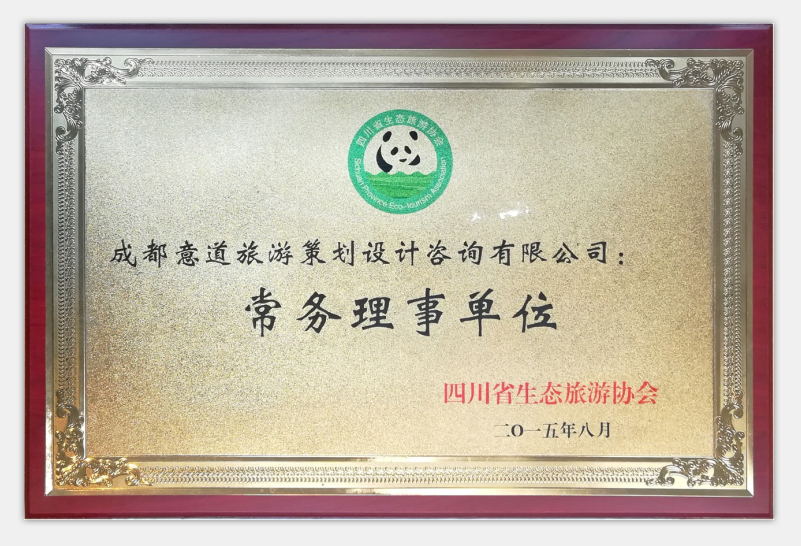 四川省生态旅游协会
Sichuan Province Eco-tourism Association
成都意道旅游策划设计咨询有限公司：
常务理事单位
四川省生态旅游协会
二O一五年八月